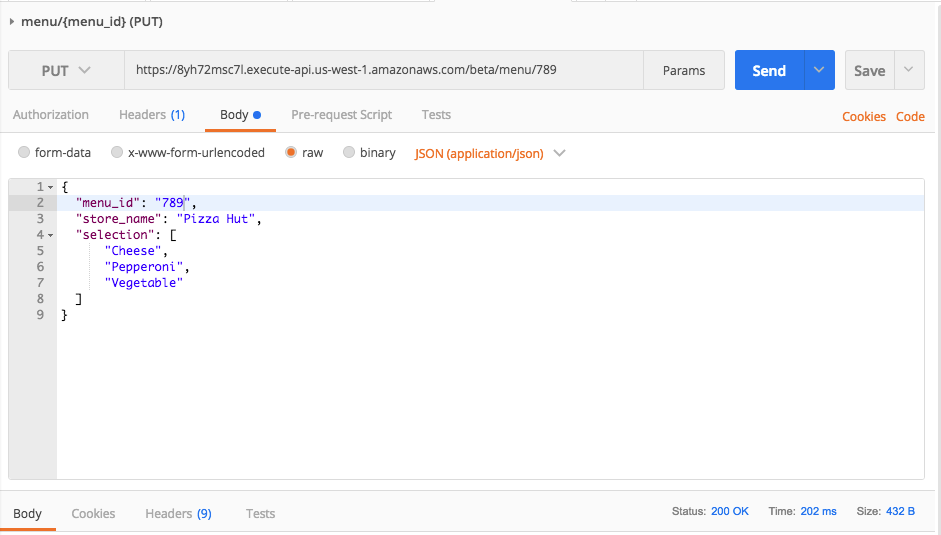 menu/{menu_id} (PUT)
PUT https://8yh72msc7l.execute-api.us-west-1.amazonaws.com/beta/menu/789 Params Send Save
Authorization Headers (1) Body Pre-request Script Tests Cookies Code
form-data x-www-form-urlencoded raw binary JSON (application/json)
1 {
2 "menu_id": "789",
3 "store_name": "Pizza Hut",
4 "selection": [
5 "Cheese",
6 "Pepperoni",
7 "Vegetable"
8 ]
9 }
Body Cookies Headers (9) Tests Status: 200 OK Time: 202 ms Size: 432 B